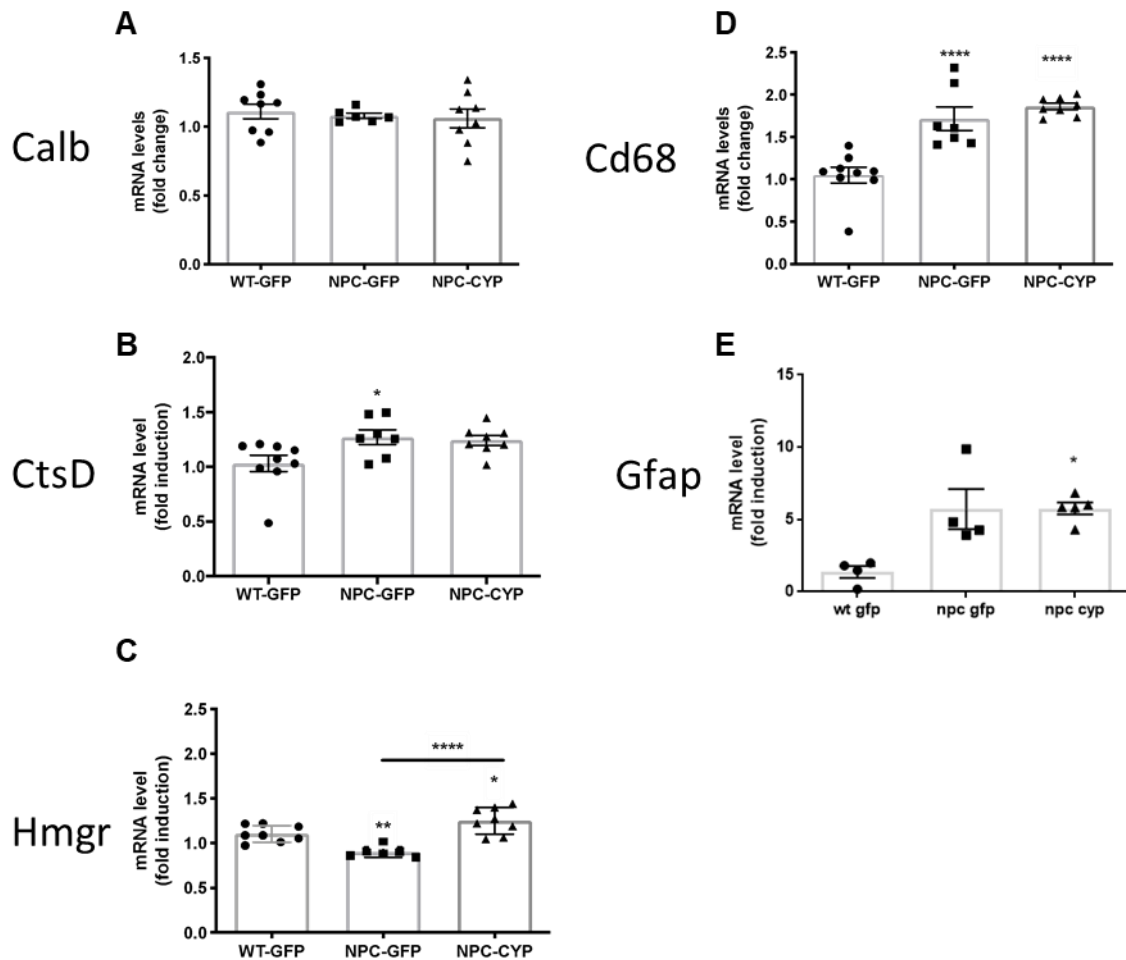 A
Calb
mRNA levels
(fold change)
1.5
1.0
0.5
0.0
WT-GFP NPC-GFP NPC-CYP
B
CtsD
mRNA level
(fold induction)
2.0
1.5
*
1.0
0.5
0.0
WT-GFP NPC-GFP NPC-CYP
C
Hmgr
mRNA level
(fold induction)
2.5
2.0
****
1.5
*
**
1.0
0.5
0.0
WT-GFP NPC-GFP NPC-CYP
D
Cd68
mRNA levels
(fold change)
2.5
**** ****
2.0
1.5
1.0
0.5
0.0
WT-GFP NPC-GFP NPC-CYP
E
Gfap
mRNA level
(fold induction)
15
10
*
5
0
wt gfp npc gfp npc cyp